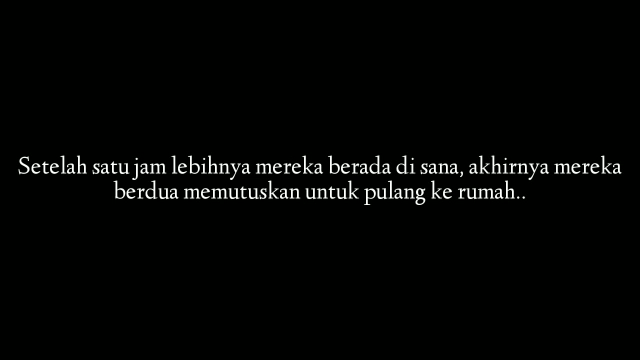 Setelah satu jam lebihnya mereka berada di sana, akhirnya mereka
berdua memutuskan untuk pulang ke rumah..